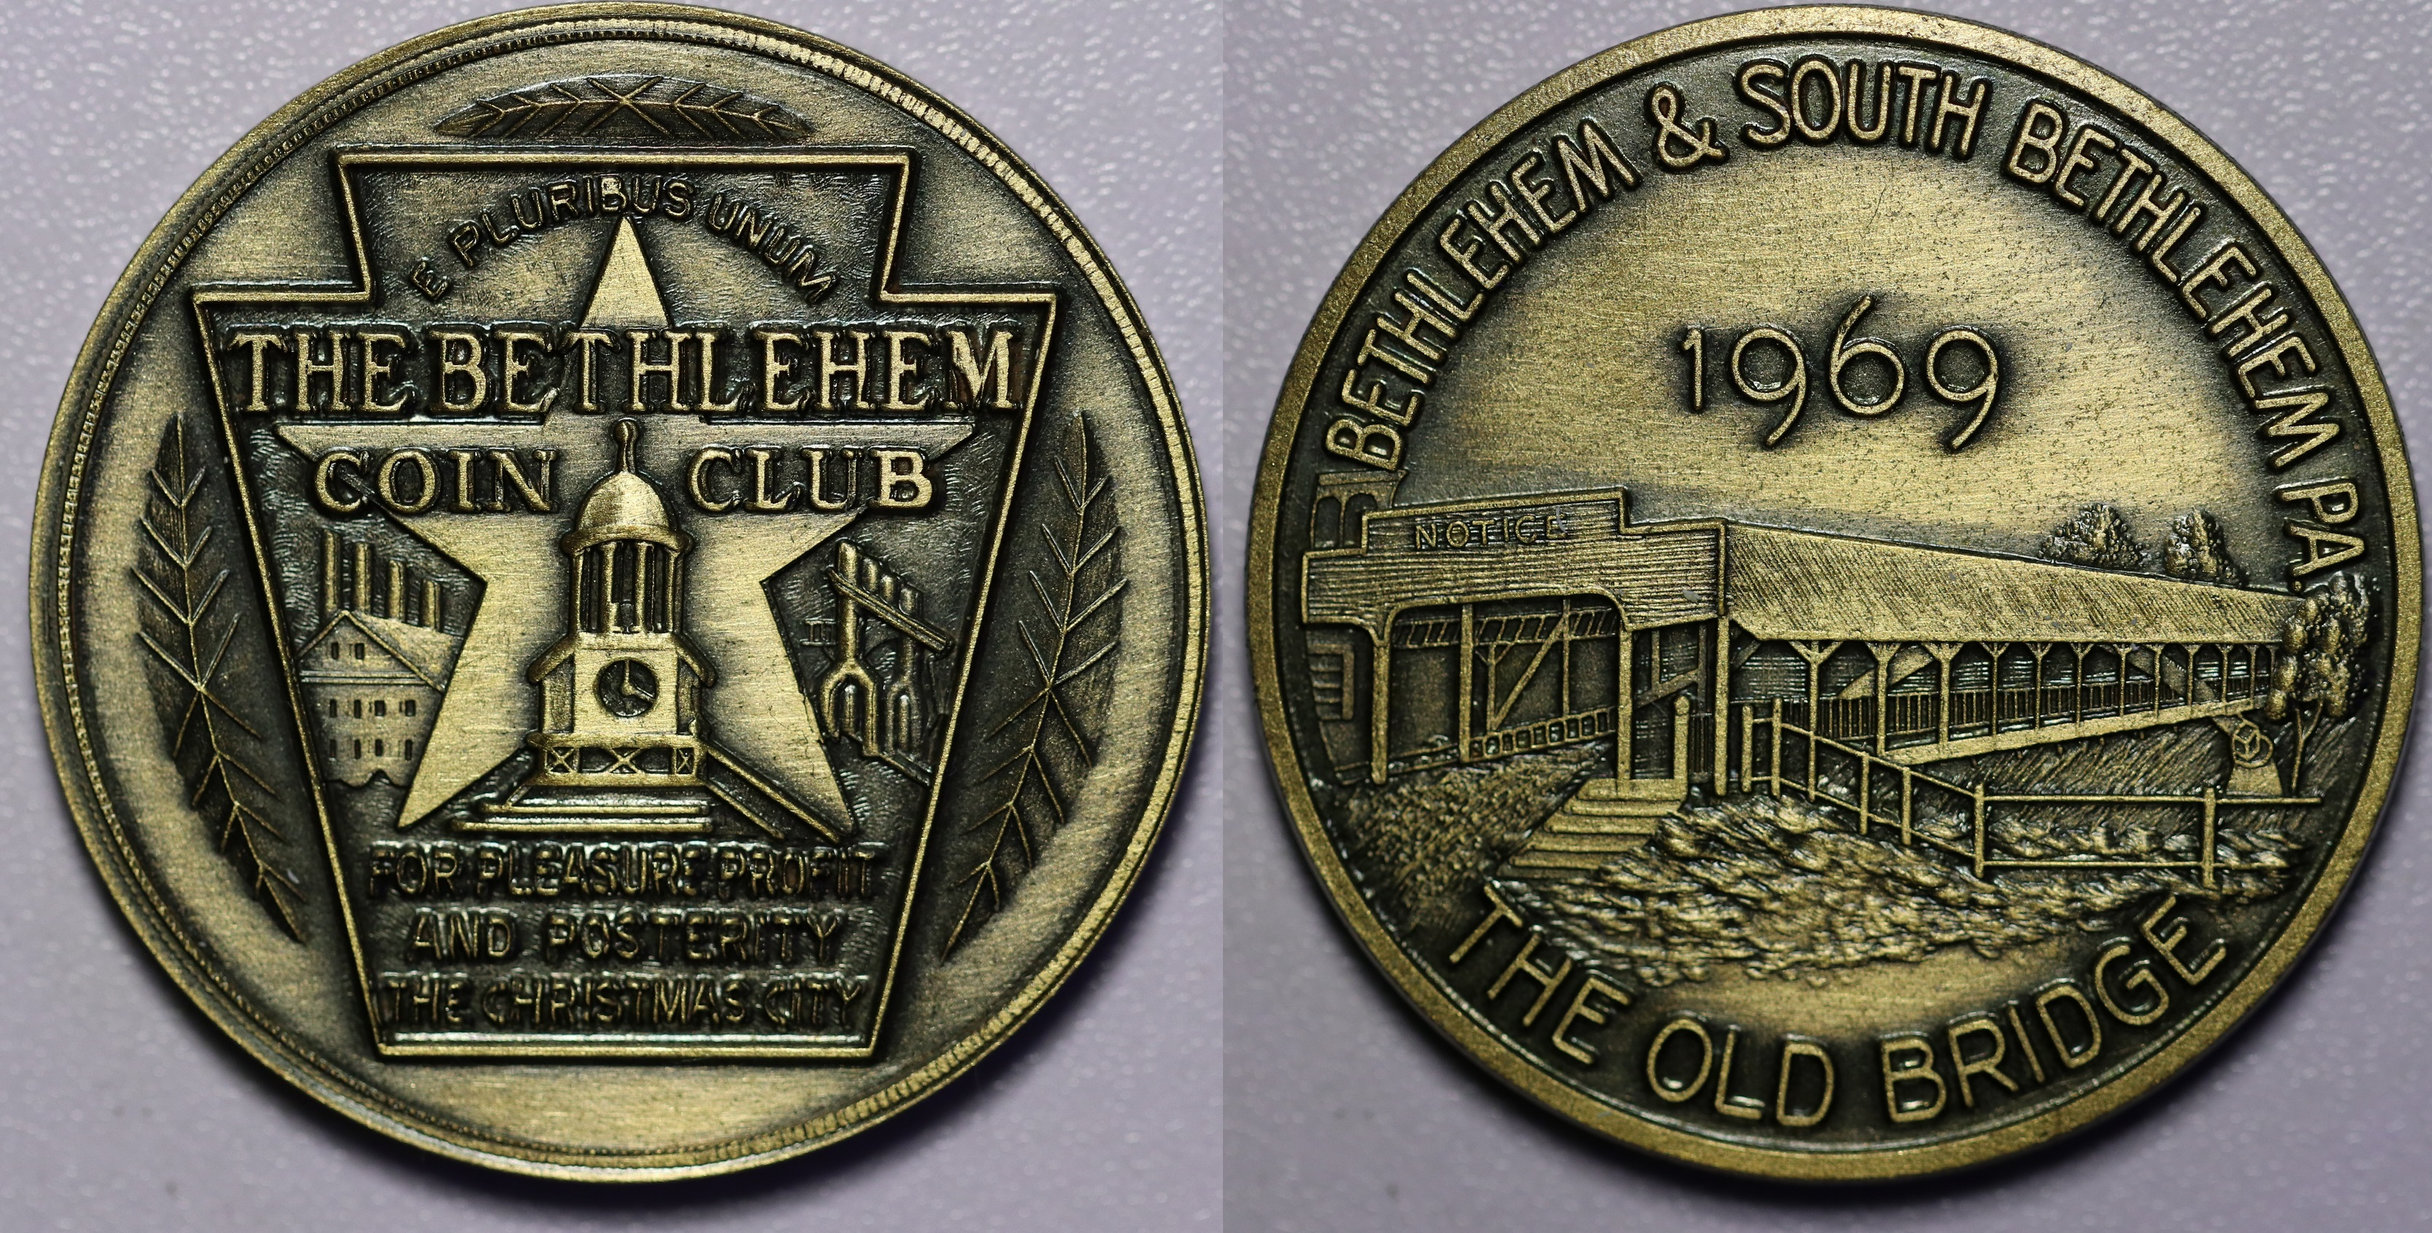 E PLURIBUS UNUM
THE BETHLEHEM
COIN CLUB
FOR PLEASURE PROFIT
AND POSTERITY
THE CHRISTMAS CITY
BETHLEHEM & SOUTH BETHLEHEM PA.
1969
NOTICE
THE OLD BRIDGE